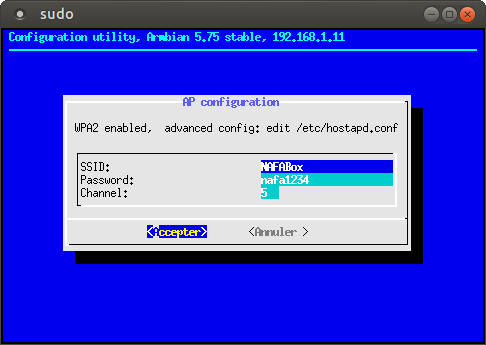 sudo
Configuration utility, Armbian 5.75 stable, 192.168.1.11
AP configuration
WPA2 enabled, advanced config: edit /etc/hostapd.conf
SSID: NAFABox
Password: nafa1234
Channel: 5
<Accepter> <Annuler >